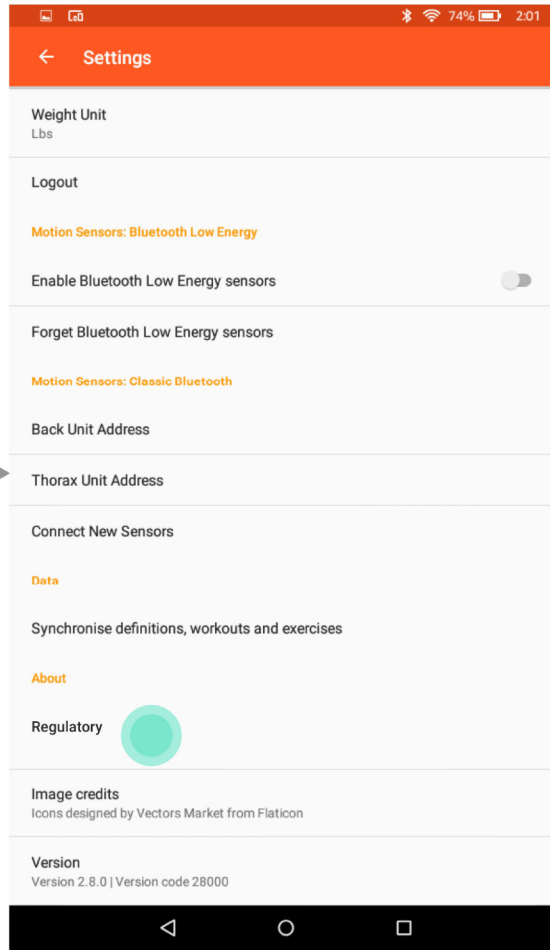 74% 2:01
Settings
Weight Unit
Lbs
Logout
Motion Sensors: Bluetooth Low Energy
Enable Bluetooth Low Energy sensors
Forget Bluetooth Low Energy sensors
Motion Sensors: Classic Bluetooth
Back Unit Address
Thorax Unit Address
Connect New Sensors
Data
Synchronise definitions, workouts and exercises
About
Regulatory
Image credits
Icons designed by Vectors Market from Flaticon
Version
Version 2.8.0 | Version code 28000